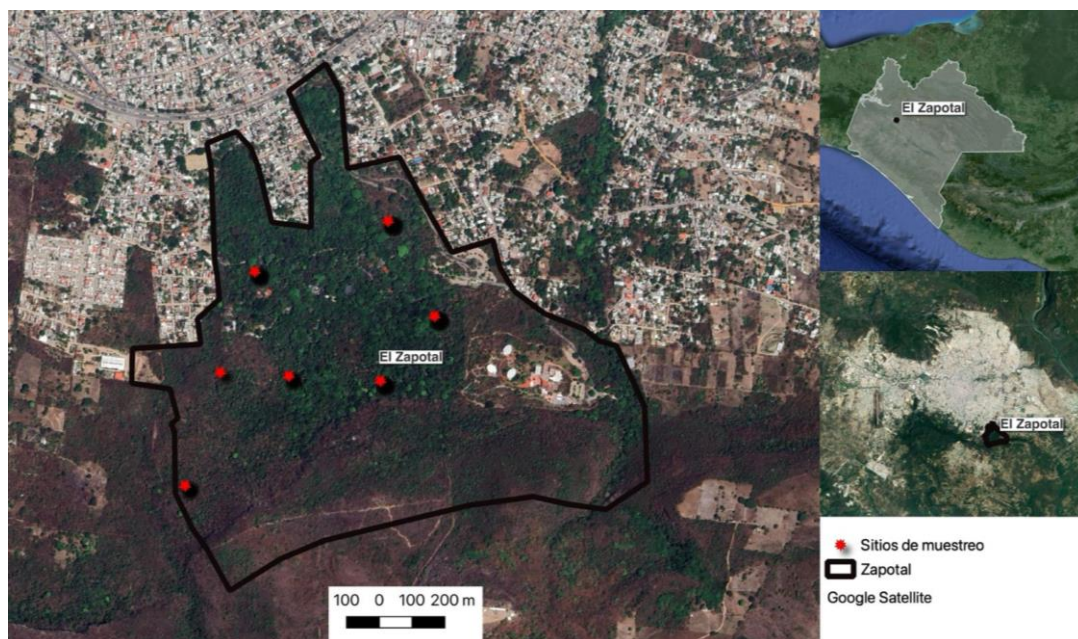 El Zapotal
El Zapotal
El Zapotal
100 0 100 200 m
Sitios de muestreo
Zapotal
Google Satellite